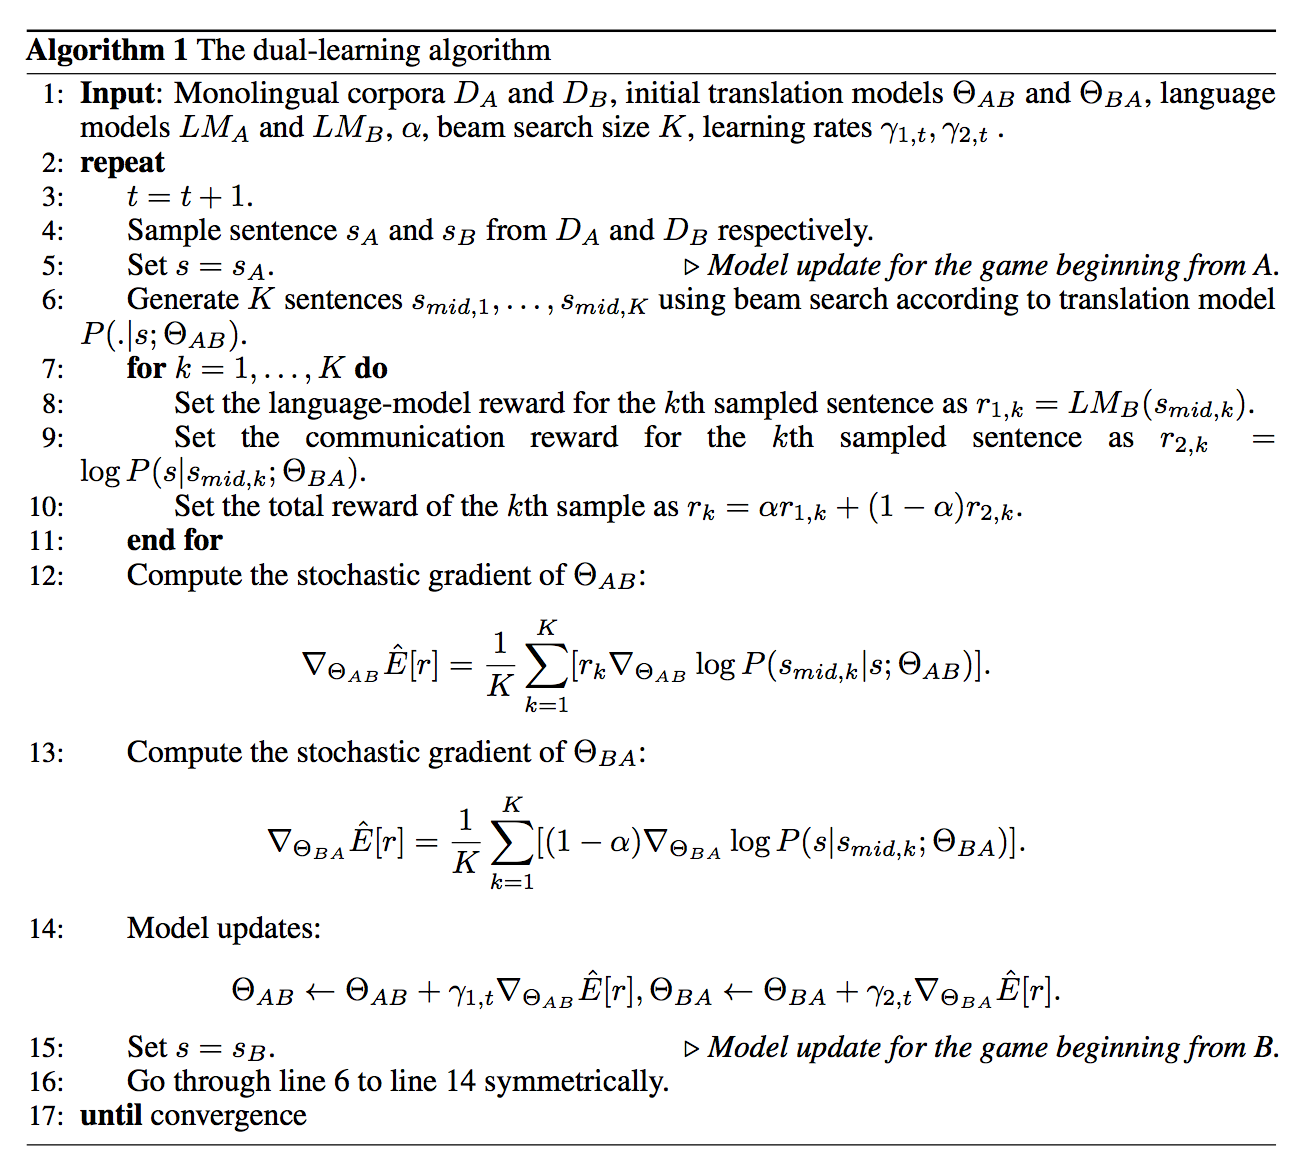 Algorithm 1 The dual-learning algorithm
1: Input: Monolingual corpora $D_A$ and $D_B$, initial translation models $\Theta_{AB}$ and $\Theta_{BA}$, language
models $LM_A$ and $LM_B$, $\alpha$, beam search size $K$, learning rates $\gamma_{1,t}, \gamma_{2,t}$ .
2: repeat
3: $t = t + 1$.
4: Sample sentence $s_A$ and $s_B$ from $D_A$ and $D_B$ respectively.
5: Set $s = s_A$. ▷ Model update for the game beginning from A.
6: Generate $K$ sentences $s_{mid,1}, \ldots, s_{mid,K}$ using beam search according to translation model
$P(.|s; \Theta_{AB})$.
7: for $k = 1, \ldots, K$ do
8: Set the language-model reward for the $k$th sampled sentence as $r_{1,k} = LM_B(s_{mid,k})$.
9: Set the communication reward for the $k$th sampled sentence as $r_{2,k} =$
$\log P(s|s_{mid,k}; \Theta_{BA})$.
10: Set the total reward of the $k$th sample as $r_k = \alpha r_{1,k} + (1 - \alpha) r_{2,k}$.
11: end for
12: Compute the stochastic gradient of $\Theta_{AB}$:
$\nabla_{\Theta_{AB}} \hat{E}[r] = \frac{1}{K} \sum_{k=1}^{K} [r_k \nabla_{\Theta_{AB}} \log P(s_{mid,k}|s; \Theta_{AB})].$
13: Compute the stochastic gradient of $\Theta_{BA}$:
$\nabla_{\Theta_{BA}} \hat{E}[r] = \frac{1}{K} \sum_{k=1}^{K} [(1 - \alpha) \nabla_{\Theta_{BA}} \log P(s|s_{mid,k}; \Theta_{BA})].$
14: Model updates:
$\Theta_{AB} \leftarrow \Theta_{AB} + \gamma_{1,t} \nabla_{\Theta_{AB}} \hat{E}[r], \Theta_{BA} \leftarrow \Theta_{BA} + \gamma_{2,t} \nabla_{\Theta_{BA}} \hat{E}[r].$
15: Set $s = s_B$. ▷ Model update for the game beginning from B.
16: Go through line 6 to line 14 symmetrically.
17: until convergence